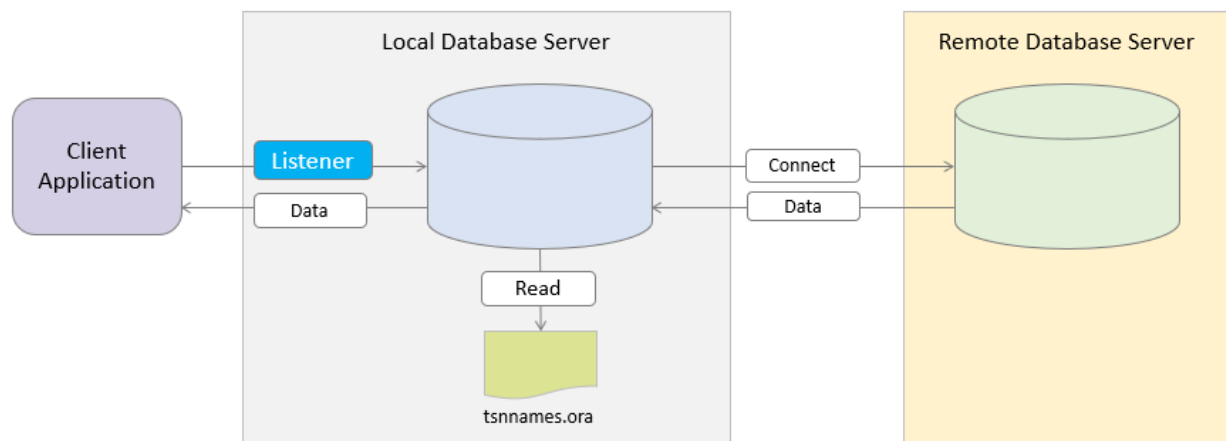 Local Database Server
Remote Database Server
Client
Application
Listener
Connect
Data
Data
Read
tsnnames.ora